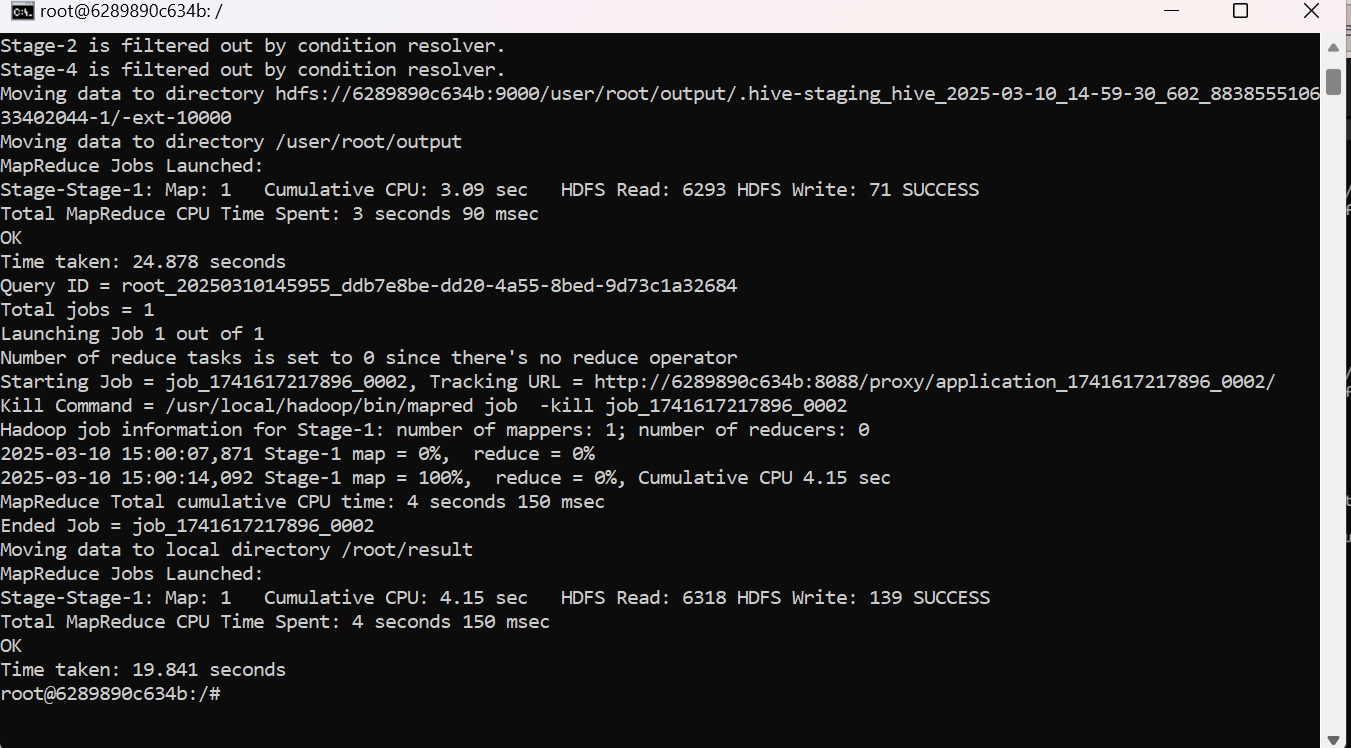 root@6289890c634b: /
Stage-2 is filtered out by condition resolver.
Stage-4 is filtered out by condition resolver.
Moving data to directory hdfs://6289890c634b:9000/user/root/output/.hive-staging_hive_2025-03-10_14-59-30_602_8838555106
33402044-1/-ext-10000
Moving data to directory /user/root/output
MapReduce Jobs Launched:
Stage-Stage-1: Map: 1   Cumulative CPU: 3.09 sec   HDFS Read: 6293 HDFS Write: 71 SUCCESS
Total MapReduce CPU Time Spent: 3 seconds 90 msec
OK
Time taken: 24.878 seconds
Query ID = root_20250310145955_ddb7e8be-dd20-4a55-8bed-9d73c1a32684
Total jobs = 1
Launching Job 1 out of 1
Number of reduce tasks is set to 0 since there's no reduce operator
Starting Job = job_1741617217896_0002, Tracking URL = http://6289890c634b:8088/proxy/application_1741617217896_0002/
Kill Command = /usr/local/hadoop/bin/mapred job  -kill job_1741617217896_0002
Hadoop job information for Stage-1: number of mappers: 1; number of reducers: 0
2025-03-10 15:00:07,871 Stage-1 map = 0%,  reduce = 0%
2025-03-10 15:00:14,092 Stage-1 map = 100%,  reduce = 0%, Cumulative CPU 4.15 sec
MapReduce Total cumulative CPU time: 4 seconds 150 msec
Ended Job = job_1741617217896_0002
Moving data to local directory /root/result
MapReduce Jobs Launched:
Stage-Stage-1: Map: 1   Cumulative CPU: 4.15 sec   HDFS Read: 6318 HDFS Write: 139 SUCCESS
Total MapReduce CPU Time Spent: 4 seconds 150 msec
OK
Time taken: 19.841 seconds
root@6289890c634b:/#